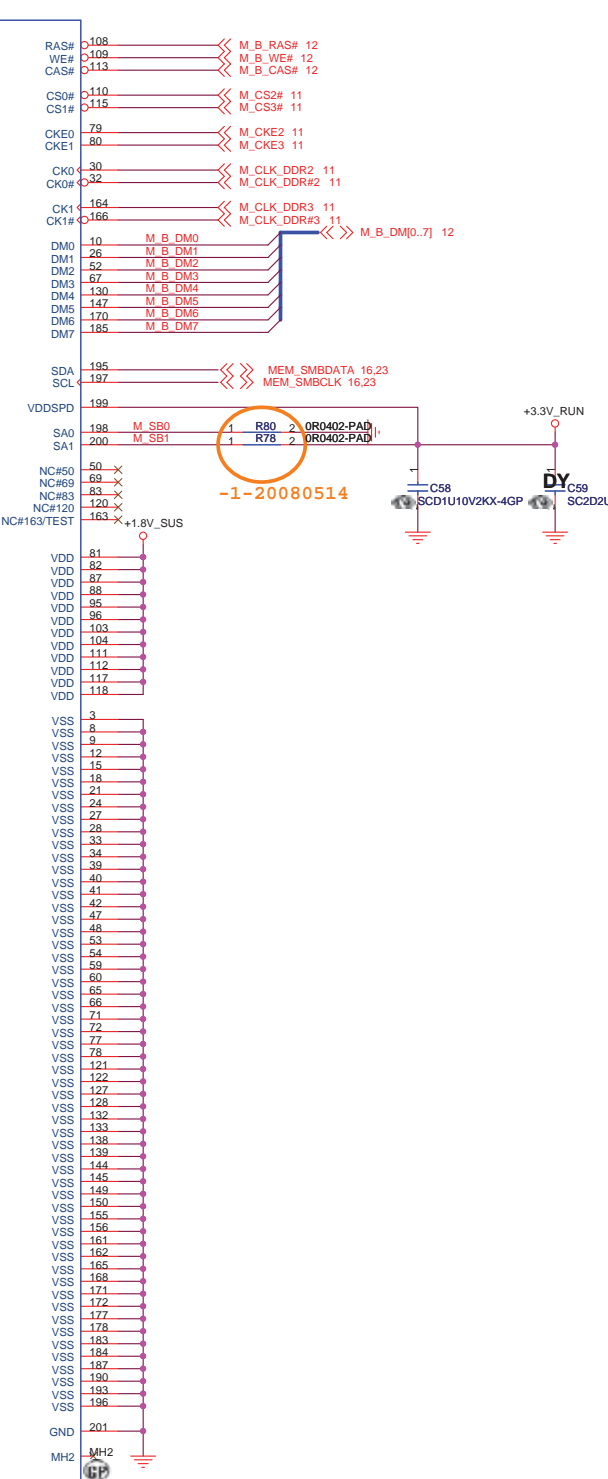 RAS# 108 M_B_RAS# 12
WE# 109 M_B_WE# 12
CAS# 113 M_B_CAS# 12
CS0# 110 M_CS2# 11
CS1# 115 M_CS3# 11
CKE0 79 M_CKE2 11
CKE1 80 M_CKE3 11
CK0 30 M_CLK_DDR2 11
CK0# 32 M_CLK_DDR#2 11
CK1 164 M_CLK_DDR3 11
CK1# 166 M_CLK_DDR#3 11
M_B_DM[0..7] 12
DM0 10 M_B_DM0
DM1 26 M_B_DM1
DM2 52 M_B_DM2
DM3 67 M_B_DM3
DM4 130 M_B_DM4
DM5 147 M_B_DM5
DM6 170 M_B_DM6
DM7 185 M_B_DM7
SDA 195 MEM_SMBDATA 16,23
SCL 197 MEM_SMBCLK 16,23
VDDSPD 199
+3.3V_RUN
SA0 198 M_SB0 1 R80 2 0R0402-PAD
SA1 200 M_SB1 1 R78 2 0R0402-PAD
NC#50 50
NC#69 69
NC#83 83
NC#120 120
NC#163/TEST 163
-1-20080514
1 C58
SCD1U10V2KX-4GP
1 DY C59
SC2D2U
+1.8V_SUS
VDD 81
VDD 82
VDD 87
VDD 88
VDD 95
VDD 96
VDD 103
VDD 104
VDD 111
VDD 112
VDD 117
VDD 118
VSS 3
VSS 8
VSS 9
VSS 12
VSS 15
VSS 18
VSS 21
VSS 24
VSS 27
VSS 28
VSS 33
VSS 34
VSS 39
VSS 40
VSS 41
VSS 42
VSS 47
VSS 48
VSS 53
VSS 54
VSS 59
VSS 60
VSS 65
VSS 66
VSS 71
VSS 72
VSS 77
VSS 78
VSS 121
VSS 122
VSS 127
VSS 128
VSS 132
VSS 133
VSS 138
VSS 139
VSS 144
VSS 145
VSS 149
VSS 150
VSS 155
VSS 156
VSS 161
VSS 162
VSS 165
VSS 168
VSS 171
VSS 172
VSS 177
VSS 178
VSS 183
VSS 184
VSS 187
VSS 190
VSS 193
VSS 196
GND 201
MH2 MH2
GP